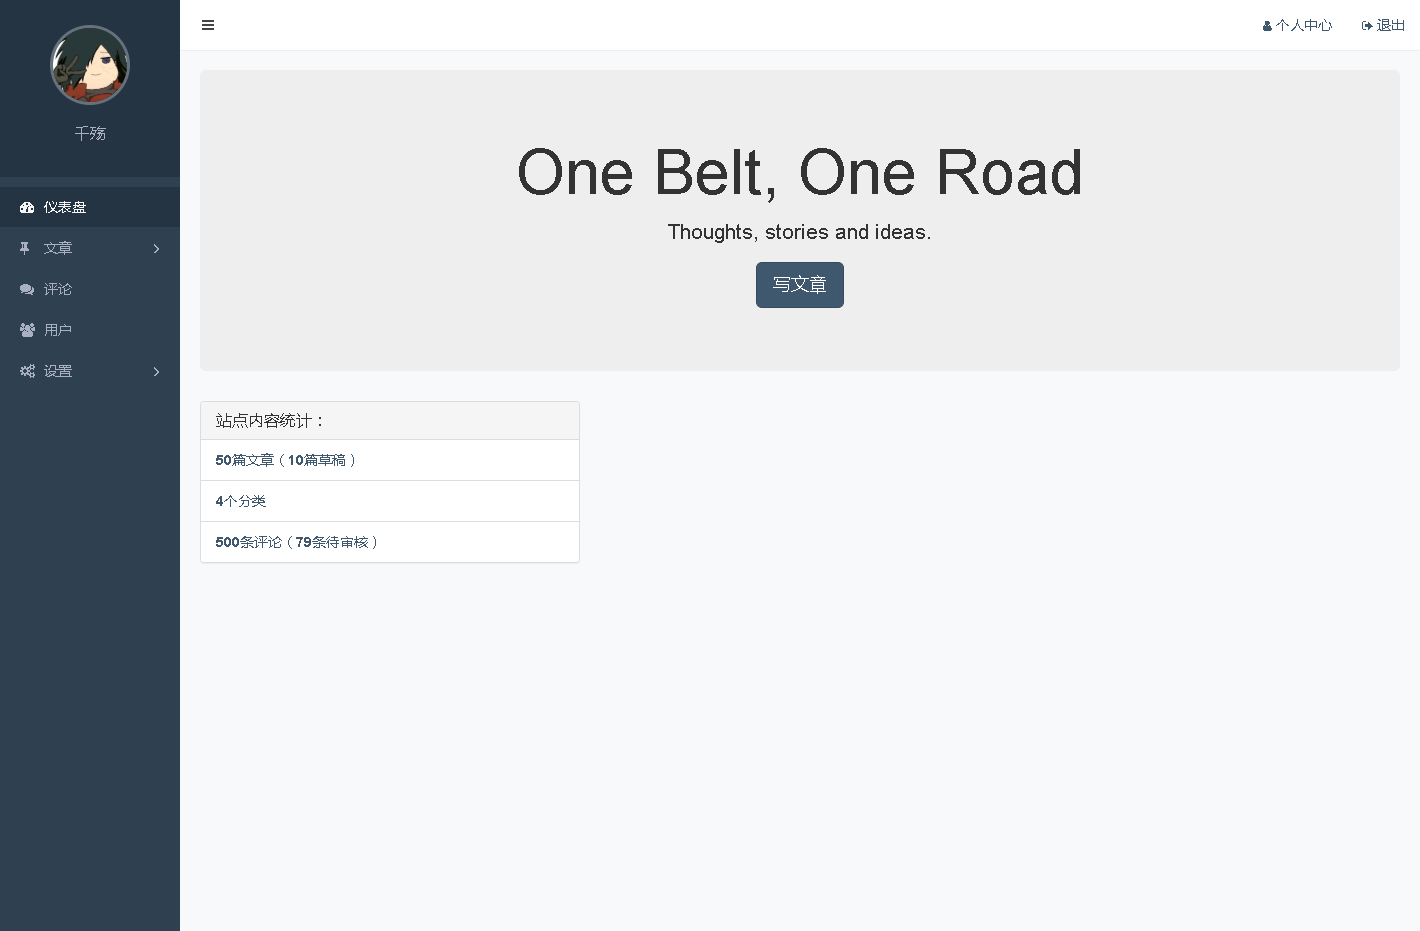 千殇
仪表盘
文章
评论
用户
设置
个人中心
退出
One Belt, One Road
Thoughts, stories and ideas.
写文章
站点内容统计：
50篇文章（10篇草稿）
4个分类
500条评论（79条待审核）